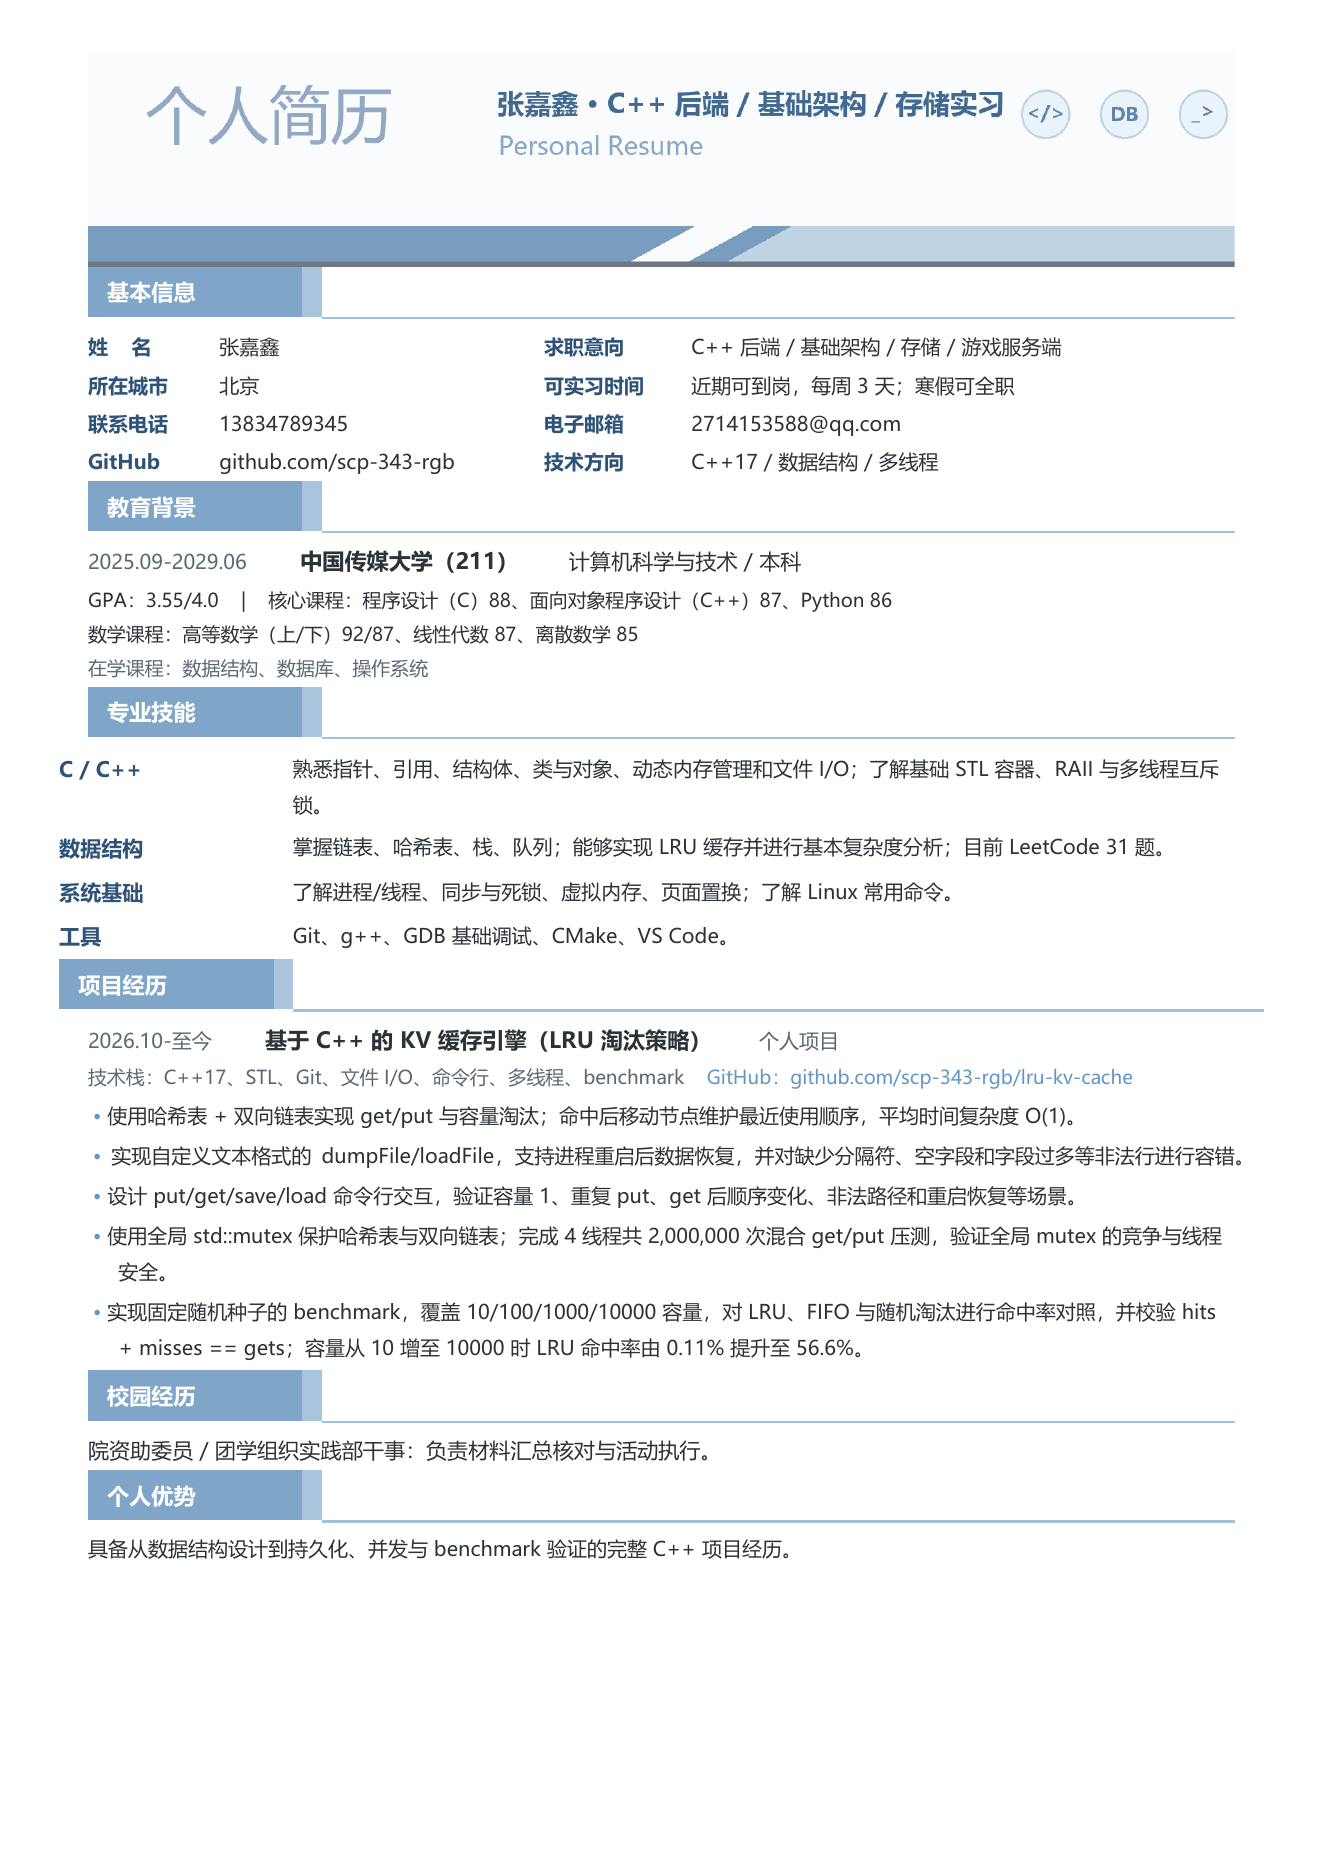 个人简历
张嘉鑫・C++ 后端 / 基础架构 / 存储实习
</> DB _>
Personal Resume
基本信息
姓 名 张嘉鑫 求职意向 C++ 后端 / 基础架构 / 存储 / 游戏服务端
所在城市 北京 可实习时间 近期可到岗，每周 3 天；寒假可全职
联系电话 13834789345 电子邮箱 2714153588@qq.com
GitHub github.com/scp-343-rgb 技术方向 C++17 / 数据结构 / 多线程
教育背景
2025.09-2029.06 中国传媒大学（211） 计算机科学与技术 / 本科
GPA：3.55/4.0 | 核心课程：程序设计（C）88、面向对象程序设计（C++）87、Python 86
数学课程：高等数学（上/下）92/87、线性代数 87、离散数学 85
在学课程：数据结构、数据库、操作系统
专业技能
C / C++ 熟悉指针、引用、结构体、类与对象、动态内存管理和文件 I/O；了解基础 STL 容器、RAII 与多线程互斥
锁。
数据结构 掌握链表、哈希表、栈、队列；能够实现 LRU 缓存并进行基本复杂度分析；目前 LeetCode 31 题。
系统基础 了解进程/线程、同步与死锁、虚拟内存、页面置换；了解 Linux 常用命令。
工具 Git、g++、GDB 基础调试、CMake、VS Code。
项目经历
2026.10-至今 基于 C++ 的 KV 缓存引擎（LRU 淘汰策略） 个人项目
技术栈：C++17、STL、Git、文件 I/O、命令行、多线程、benchmark GitHub：github.com/scp-343-rgb/lru-kv-cache
• 使用哈希表 + 双向链表实现 get/put 与容量淘汰；命中后移动节点维护最近使用顺序，平均时间复杂度 O(1)。
• 实现自定义文本格式的 dumpFile/loadFile，支持进程重启后数据恢复，并对缺少分隔符、空字段和字段过多等非法行进行容错。
• 设计 put/get/save/load 命令行交互，验证容量 1、重复 put、get 后顺序变化、非法路径和重启恢复等场景。
• 使用全局 std::mutex 保护哈希表与双向链表；完成 4 线程共 2,000,000 次混合 get/put 压测，验证全局 mutex 的竞争与线程
安全。
• 实现固定随机种子的 benchmark，覆盖 10/100/1000/10000 容量，对 LRU、FIFO 与随机淘汰进行命中率对照，并校验 hits
+ misses == gets；容量从 10 增至 10000 时 LRU 命中率由 0.11% 提升至 56.6%。
校园经历
院资助委员 / 团学组织实践部干事：负责材料汇总核对与活动执行。
个人优势
具备从数据结构设计到持久化、并发与 benchmark 验证的完整 C++ 项目经历。